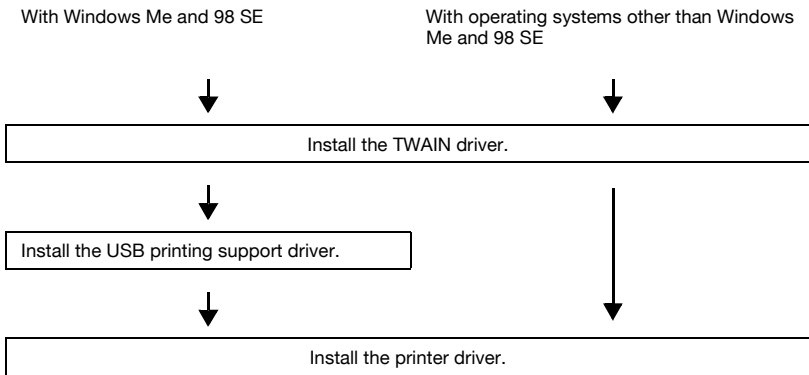 With Windows Me and 98 SE
With operating systems other than Windows
Me and 98 SE
Install the TWAIN driver.
Install the USB printing support driver.
Install the printer driver.